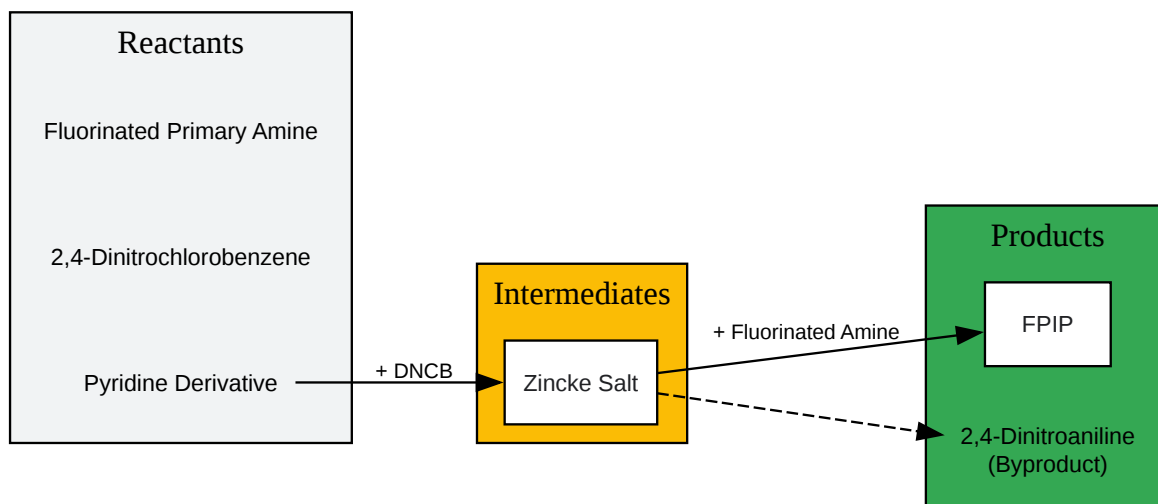 Reactants
Fluorinated Primary Amine
2,4-Dinitrochlorobenzene
Pyridine Derivative
+ DNCB
Intermediates
Zincke Salt
+ Fluorinated Amine
Products
FPIP
2,4-Dinitroaniline
(Byproduct)